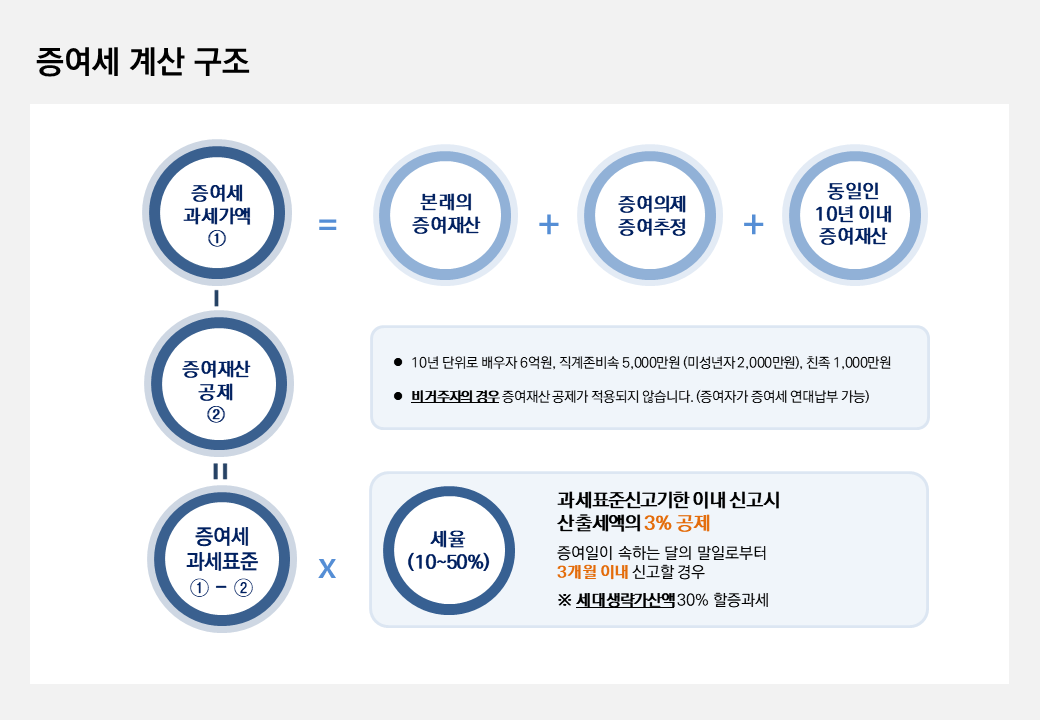 증여세 계산 구조
증여세
과세가액
①
=
본래의
증여재산
+
증여의제
증여추정
+
동일인
10년 이내
증여재산
증여재산
공제
②
● 10년 단위로 배우자 6억원, 직계존비속 5,000만원 (미성년자 2,000만원), 친족 1,000만원
● 비거주자의 경우 증여재산 공제가 적용되지 않습니다. (증여자가 증여세 연대납부 가능)
증여세
과세표준
① - ②
X
세율
(10~50%)
과세표준신고기한 이내 신고시
산출세액의 3% 공제
증여일이 속하는 달의 말일로부터
3개월 이내 신고할 경우
※ 세대생략가산액 30% 할증과세